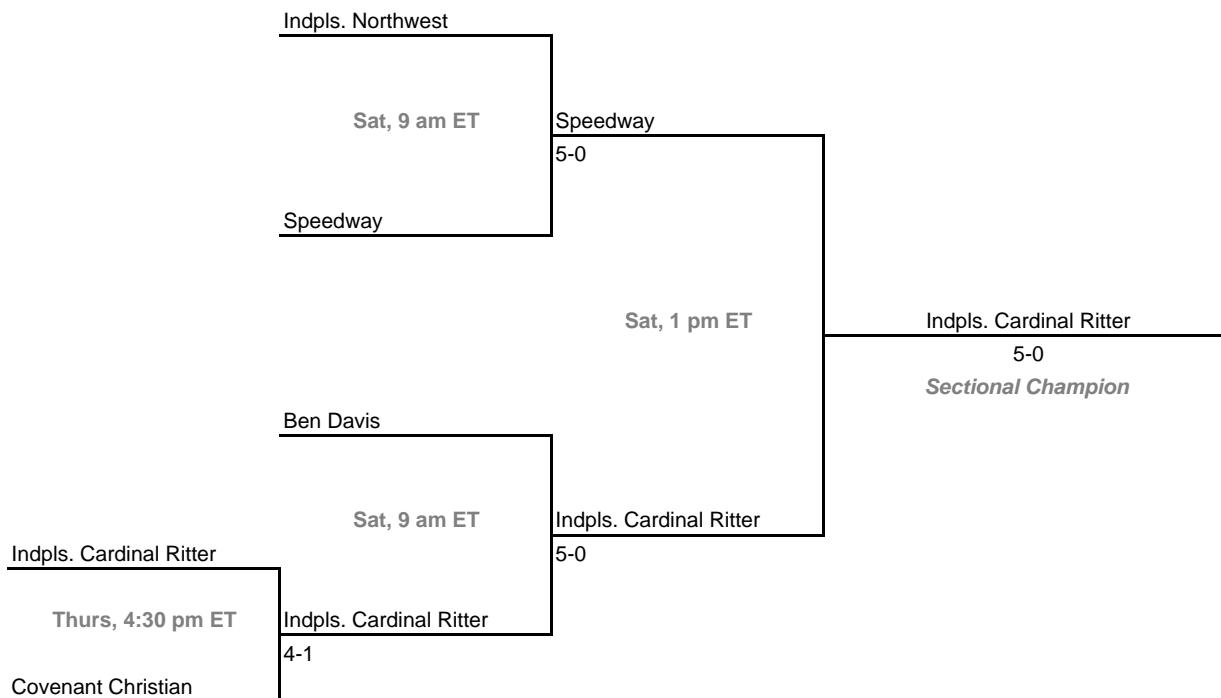 Indpls. Northwest
Sat, 9 am ET
Speedway
5-0
Speedway
Sat, 1 pm ET
Indpls. Cardinal Ritter
5-0
Sectional Champion
Ben Davis
Sat, 9 am ET
Indpls. Cardinal Ritter
5-0
Indpls. Cardinal Ritter
Thurs, 4:30 pm ET
Indpls. Cardinal Ritter
4-1
Covenant Christian